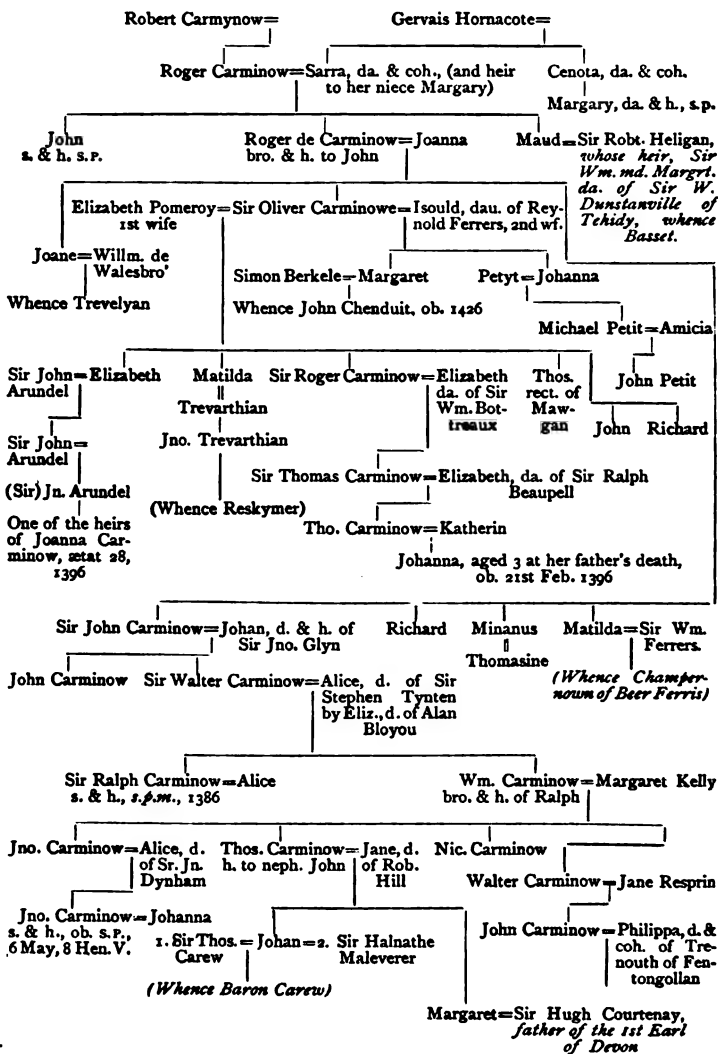 Robert Carmynow= Gervais Hornacote=
Roger Carminow=Sarra, da. & coh., (and heir Cenota, da. & coh.
to her niece Margary)
Margary, da. & h., s.p.
John Roger de Carminow=Joanna Maud=Sir Robt. Heligan,
s. & h. s.p. bro. & h. to John whose heir, Sir
Wm. md. Margrt.
da. of Sir W.
Dunstanville of
Tehidy, whence
Basset.
Elizabeth Pomeroy=Sir Oliver Carminowe=Isould, dau. of Rey-
1st wife nold Ferrers, 2nd wf.
Joane=Willm. de
Walesbro'
Simon Berkele=Margaret Petyt=Johanna
Whence Trevelyan Whence John Chenduit, ob. 1426
Michael Petit=Amicia
John Petit
Sir John=Elizabeth Matilda Sir Roger Carminow=Elizabeth Thos.
Arundel da. of Sir rect. of
Trevarthian Wm. Bot- Maw-
treaux gan John Richard
Sir John= Jno. Trevarthian
Arundel
Sir Thomas Carminow=Elizabeth, da. of Sir Ralph
Beaupell
(Sir) Jn. Arundel (Whence Reskymer)
One of the heirs Tho. Carminow=Katherin
of Joanna Car-
minow, ætat 28, Johanna, aged 3 at her father's death,
1396 ob. 21st Feb. 1396
Sir John Carminow=Johan, d. & h. of Richard Minanus Matilda=Sir Wm.
Sir Jno. Glyn Ferrers.
Thomasine
John Carminow Sir Walter Carminow=Alice, d. of Sir (Whence Champer-
Stephen Tynten nown of Beer Ferris)
by Eliz., d. of Alan
Bloyou
Sir Ralph Carminow=Alice Wm. Carminow=Margaret Kelly
s. & h., s.p.m., 1386 bro. & h. of Ralph
Jno. Carminow=Alice, d. Thos. Carminow=Jane, d. Nic. Carminow
of Sr. Jn. h. to neph. John of Rob.
Dynham Hill
Walter Carminow=Jane Resprin
Jno. Carminow=Johanna
s. & h., ob. s.p.,
6 May, 8 Hen. V.
1. Sir Thos.=Johan=2. Sir Halnathe
Carew Maleverer
John Carminow=Philippa, d. &
coh. of Tre-
nouth of Fen-
tongollan
(Whence Baron Carew)
Margaret=Sir Hugh Courtenay,
father of the 1st Earl
of Devon